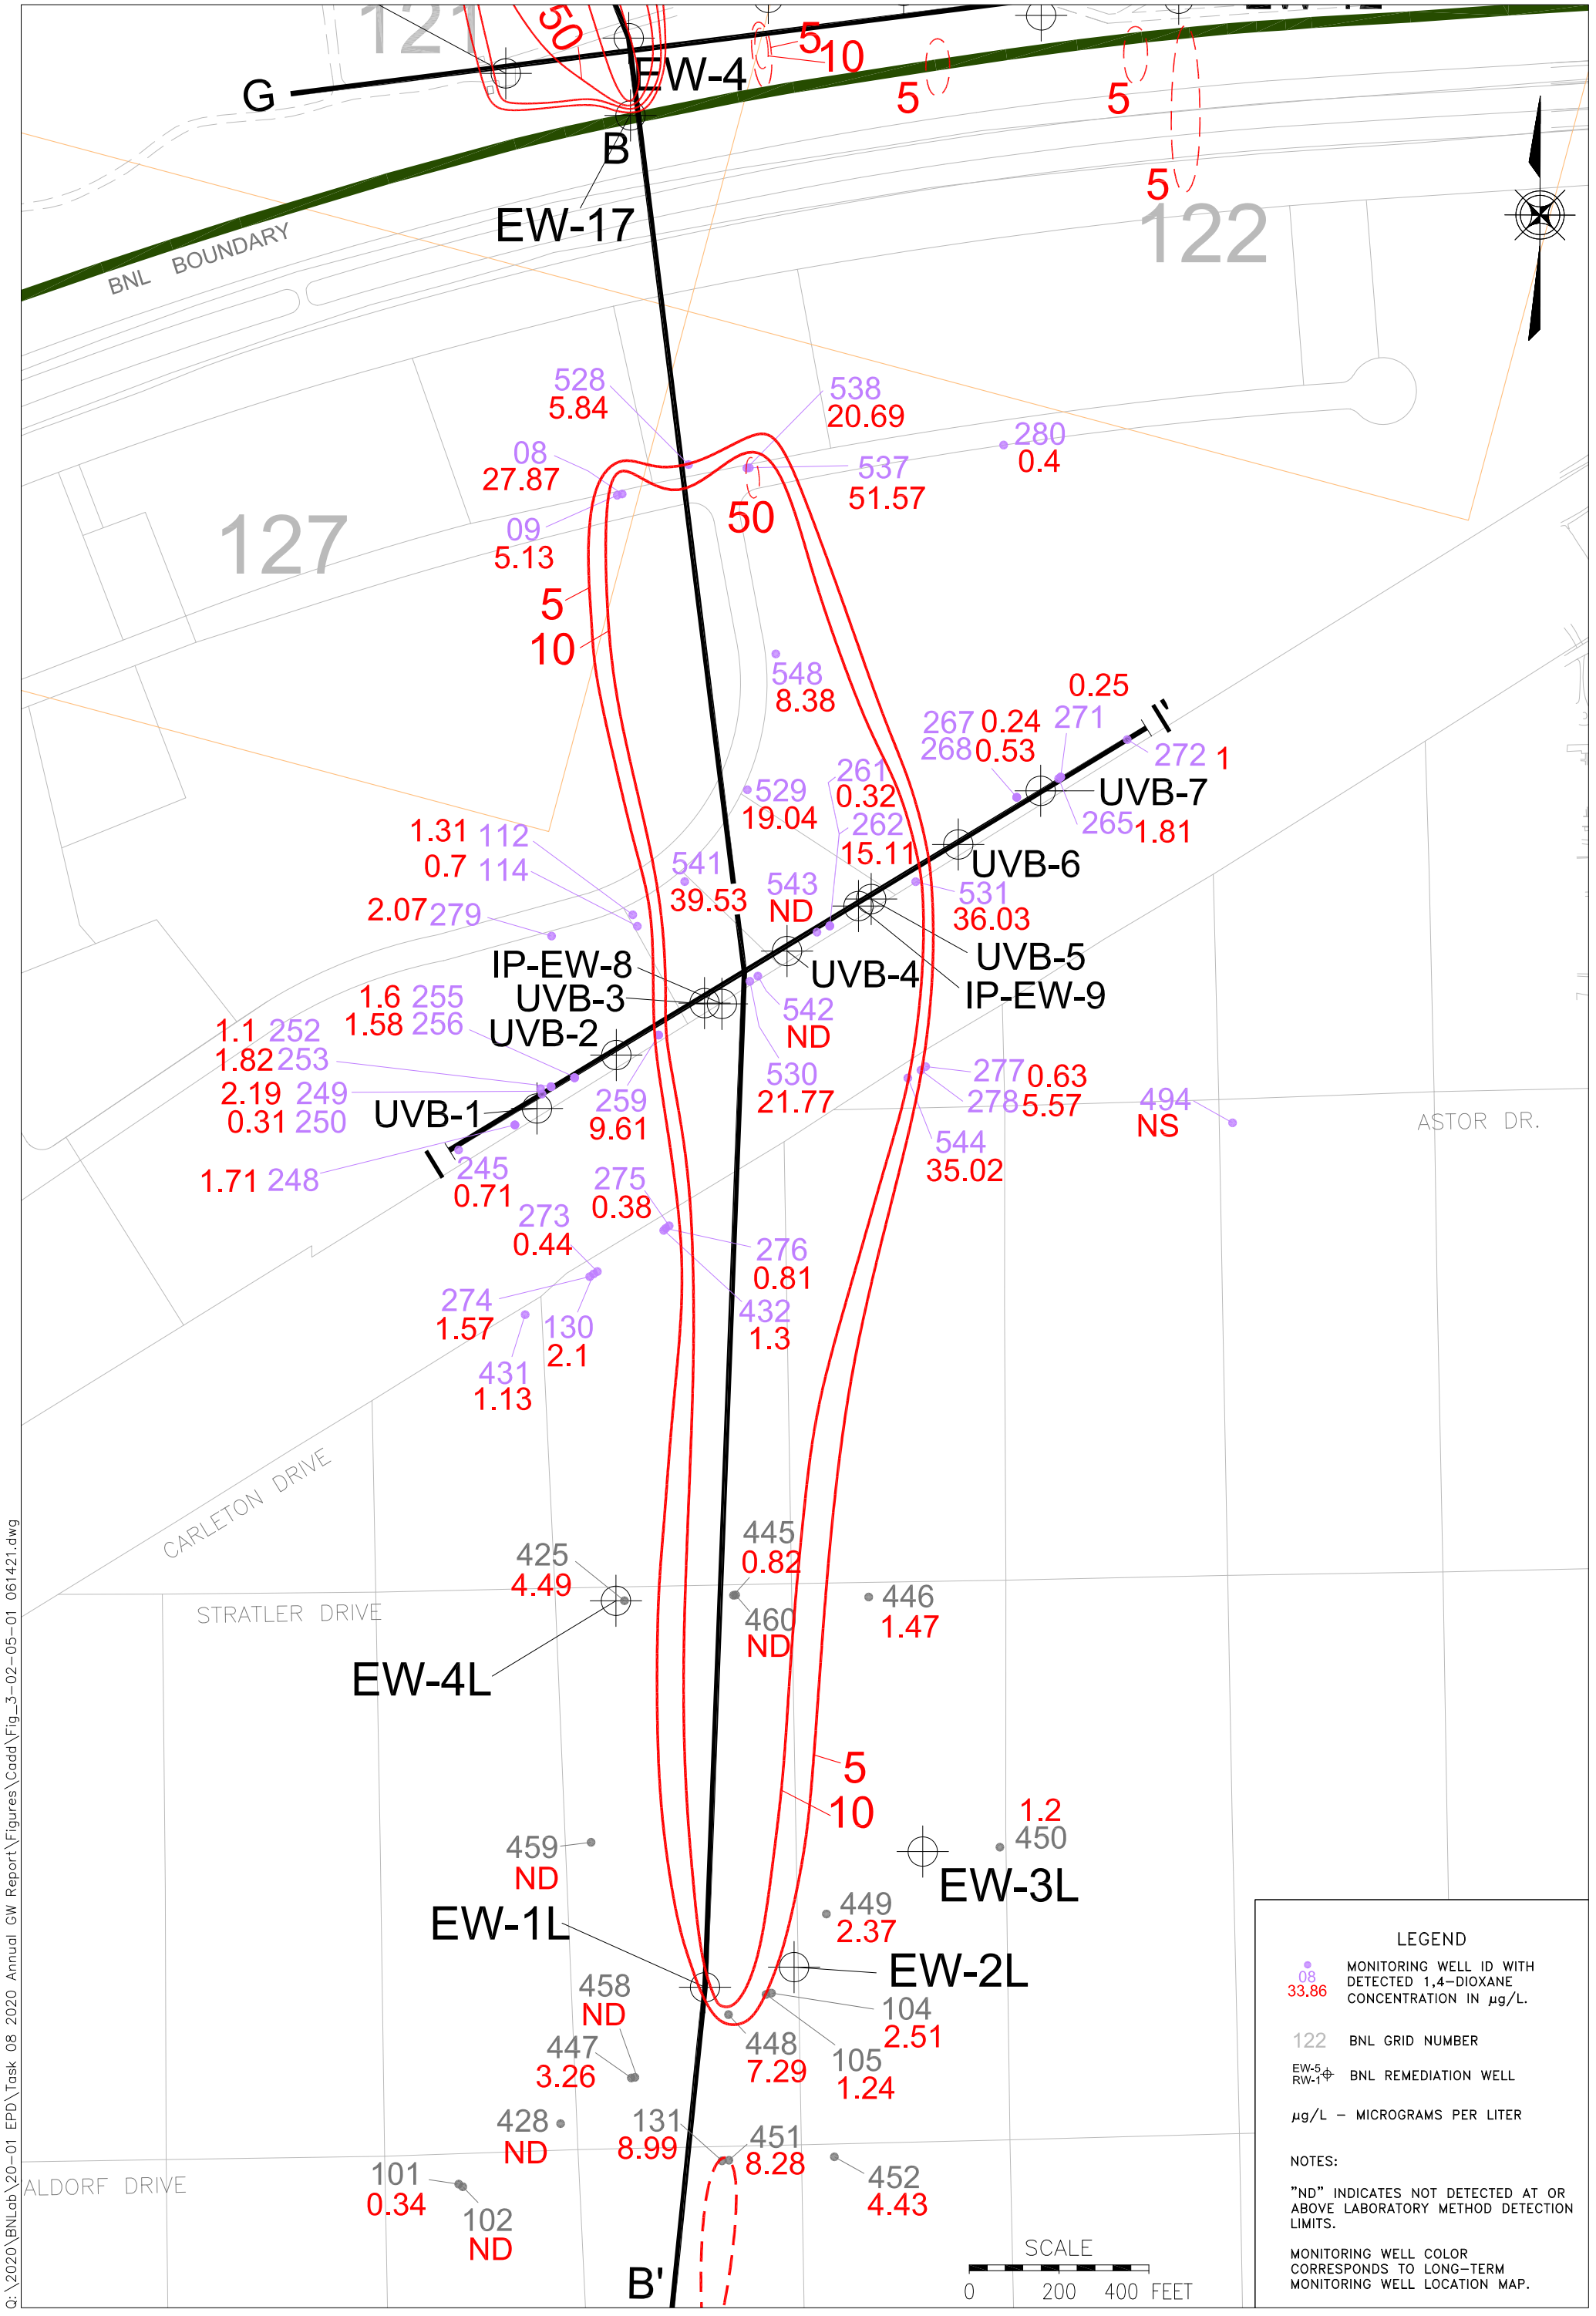 121
50
EW-4
5
10
5
5
5
G
B
EW-17
122
BNL BOUNDARY
528
5.84
538
20.69
280
0.4
08
27.87
537
51.57
50
09
5.13
127
5
10
548
8.38
0.25
267 0.24 271
268 0.53
I'
272 1
UVB-7
265 1.81
529
19.04
261
0.32
262
15.11
1.31 112
0.7 114
UVB-6
541
39.53
543
ND
531
36.03
2.07 279
UVB-5
IP-EW-9
UVB-4
IP-EW-8
UVB-3
UVB-2
1.6 255
1.58 256
542
ND
1.1 252
1.82 253
2.19 249
0.31 250
UVB-1
259
9.61
530
21.77
277 0.63
278 5.57
494
NS
ASTOR DR.
544
35.02
I
1.71 248
245
0.71
275
0.38
273
0.44
276
0.81
274
1.57
130
2.1
432
1.3
431
1.13
CARLETON DRIVE
425
4.49
445
0.82
460
ND
446
1.47
STRATLER DRIVE
EW-4L
5
10
1.2
450
459
ND
EW-3L
449
2.37
EW-1L
EW-2L
458
ND
104
2.51
447
3.26
448
7.29
105
1.24
428
ND
131
8.99
451
8.28
452
4.43
ALDORF DRIVE
101
0.34
102
ND
B'
SCALE
0 200 400 FEET
LEGEND
08
33.86
MONITORING WELL ID WITH
DETECTED 1,4-DIOXANE
CONCENTRATION IN µg/L.
122 BNL GRID NUMBER
EW-5
RW-1
BNL REMEDIATION WELL
µg/L - MICROGRAMS PER LITER
NOTES:
"ND" INDICATES NOT DETECTED AT OR
ABOVE LABORATORY METHOD DETECTION
LIMITS.
MONITORING WELL COLOR
CORRESPONDS TO LONG-TERM
MONITORING WELL LOCATION MAP.
Q:\2020\BNLab\20-01 EPD\Task 08 2020 Annual GW Report\Figures\Cadd\Fig_3-02-05-01 061421.dwg